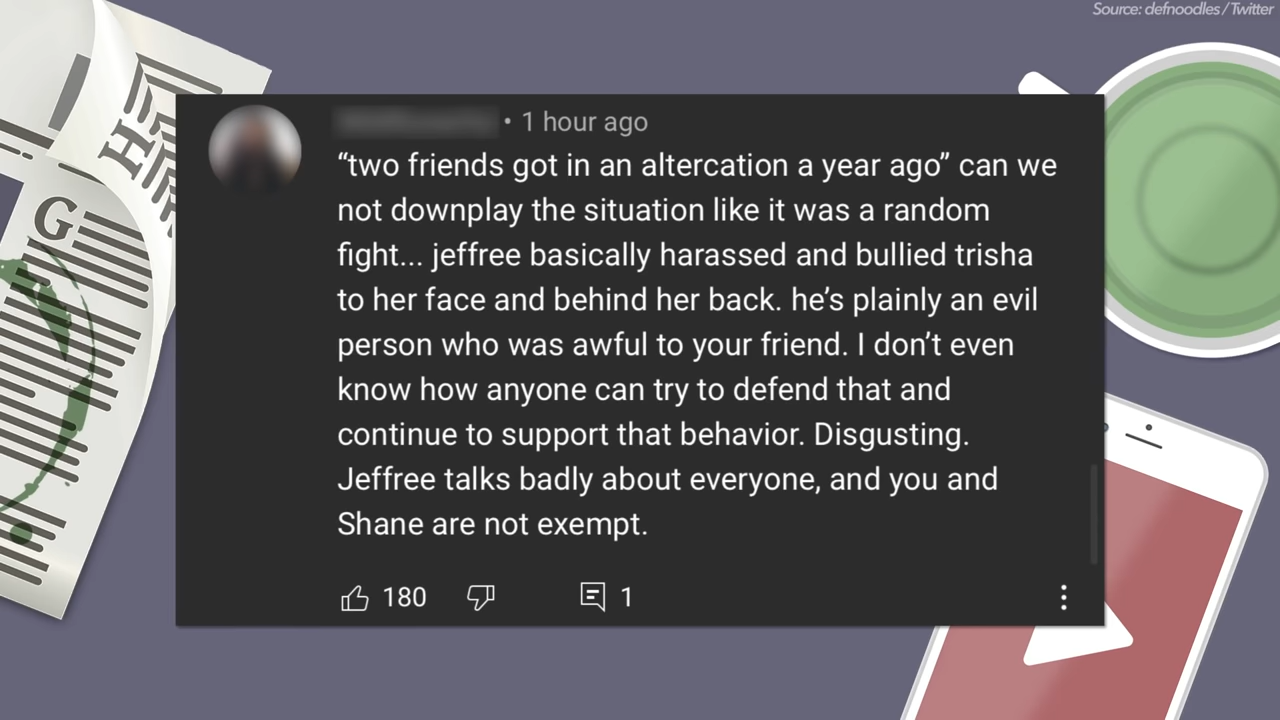 Source: defnoodles / Twitter
• 1 hour ago
“two friends got in an altercation a year ago” can we
not downplay the situation like it was a random
fight... jeffree basically harassed and bullied trisha
to her face and behind her back. he’s plainly an evil
person who was awful to your friend. I don’t even
know how anyone can try to defend that and
continue to support that behavior. Disgusting.
Jeffree talks badly about everyone, and you and
Shane are not exempt.
180
1
H
G